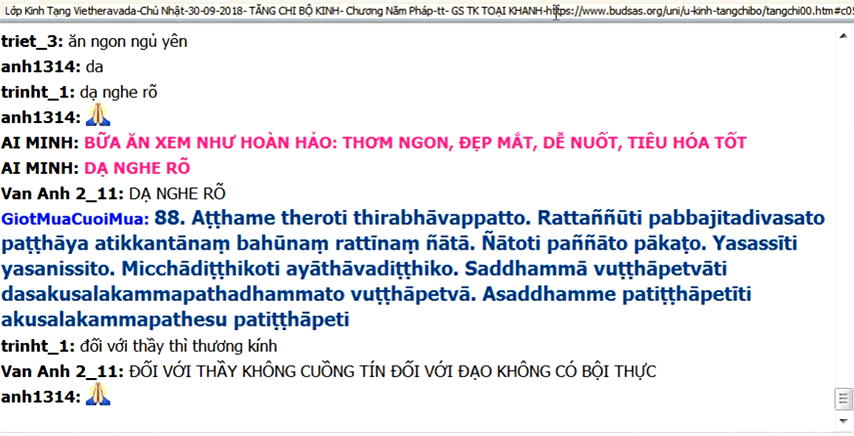 Lớp Kinh Tạng Vietheravada-Chủ Nhật-30-09-2018- TĂNG CHI BỘ KINH- Chương Năm Pháp-tt- GS TK TOẠI KHANH-https://www.budsas.org/uni/u-kinh-tangchibo/tangchi00.htm#c05
triet_3: ăn ngon ngủ yên
anh1314: da
trinht_1: dạ nghe rõ
anh1314:
AI MINH: BỮA ĂN XEM NHƯ HOÀN HẢO: THƠM NGON, ĐẸP MẮT, DỄ NUỐT, TIÊU HÓA TỐT
AI MINH: DẠ NGHE RÕ
Van Anh 2_11: DẠ NGHE RÕ
GiotMuaCuoiMua: 88. Aṭṭhame theroti thirabhāvappatto. Rattaññūti pabbajitadivasato
paṭṭhāya atikkantānaṃ bahūnaṃ rattīnaṃ ñātā. Ñātoti paññāto pākaṭo. Yasassīti
yasanissito. Micchādiṭṭhikoti ayāthāvadiṭṭhiko. Saddhammā vuṭṭhāpetvāti
dasakusalakammapathadhammato vuṭṭhāpetvā. Asaddhamme patiṭṭhāpetīti
akusalakammapathesu patiṭṭhāpeti
trinht_1: đối với thầy thì thương kính
Van Anh 2_11: ĐỐI VỚI THẦY KHÔNG CUỒNG TÍN ĐỐI VỚI ĐẠO KHÔNG CÓ BỘI THỰC
anh1314: